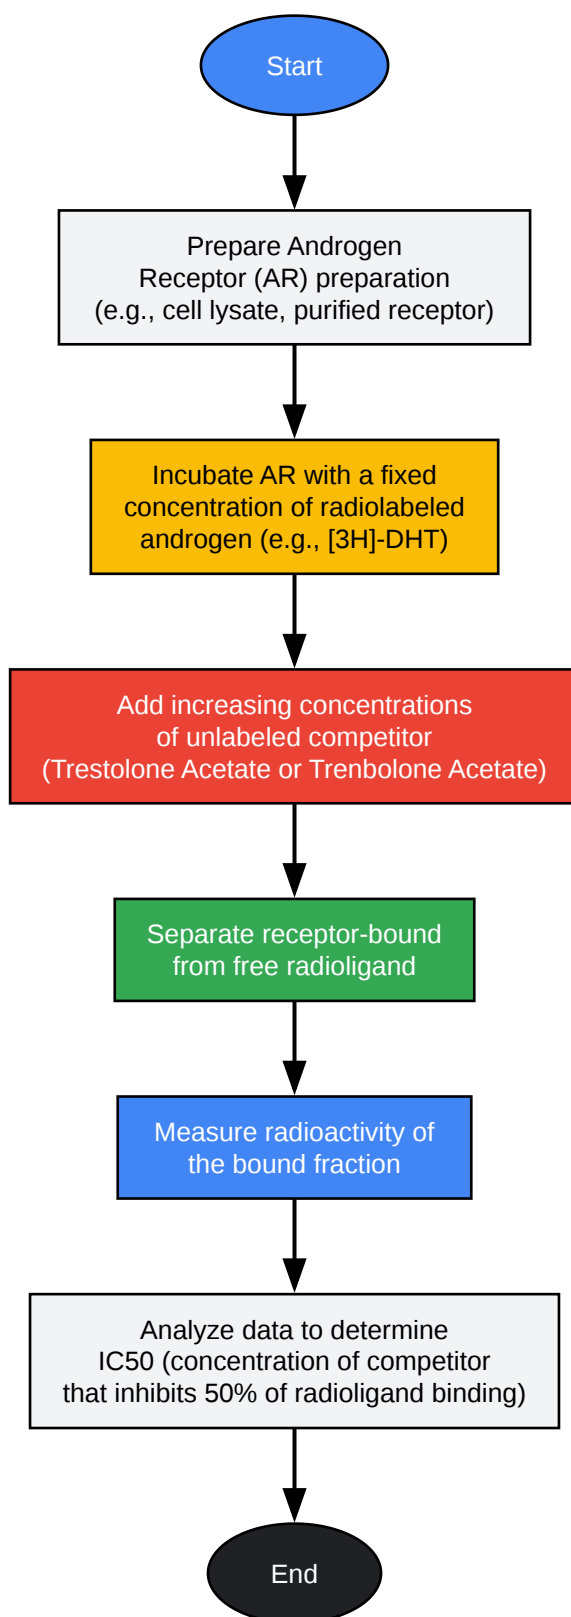 Start
Prepare Androgen
Receptor (AR) preparation
(e.g., cell lysate, purified receptor)
Incubate AR with a fixed
concentration of radiolabeled
androgen (e.g., [3H]-DHT)
Add increasing concentrations
of unlabeled competitor
(Trestolone Acetate or Trenbolone Acetate)
Separate receptor-bound
from free radioligand
Measure radioactivity of
the bound fraction
Analyze data to determine
IC50 (concentration of competitor
that inhibits 50% of radioligand binding)
End